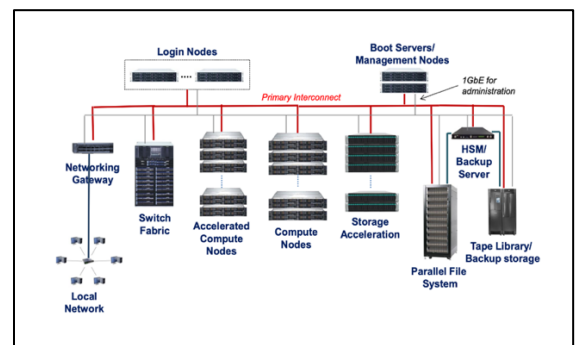 Login Nodes
Boot Servers/
Management Nodes
1GbE for
administration
Primary Interconnect
Networking
Gateway
Switch
Fabric
Accelerated
Compute
Nodes
Compute
Nodes
Storage
Acceleration
HSM/
Backup
Server
Parallel File
System
Tape Library/
Backup storage
Local
Network